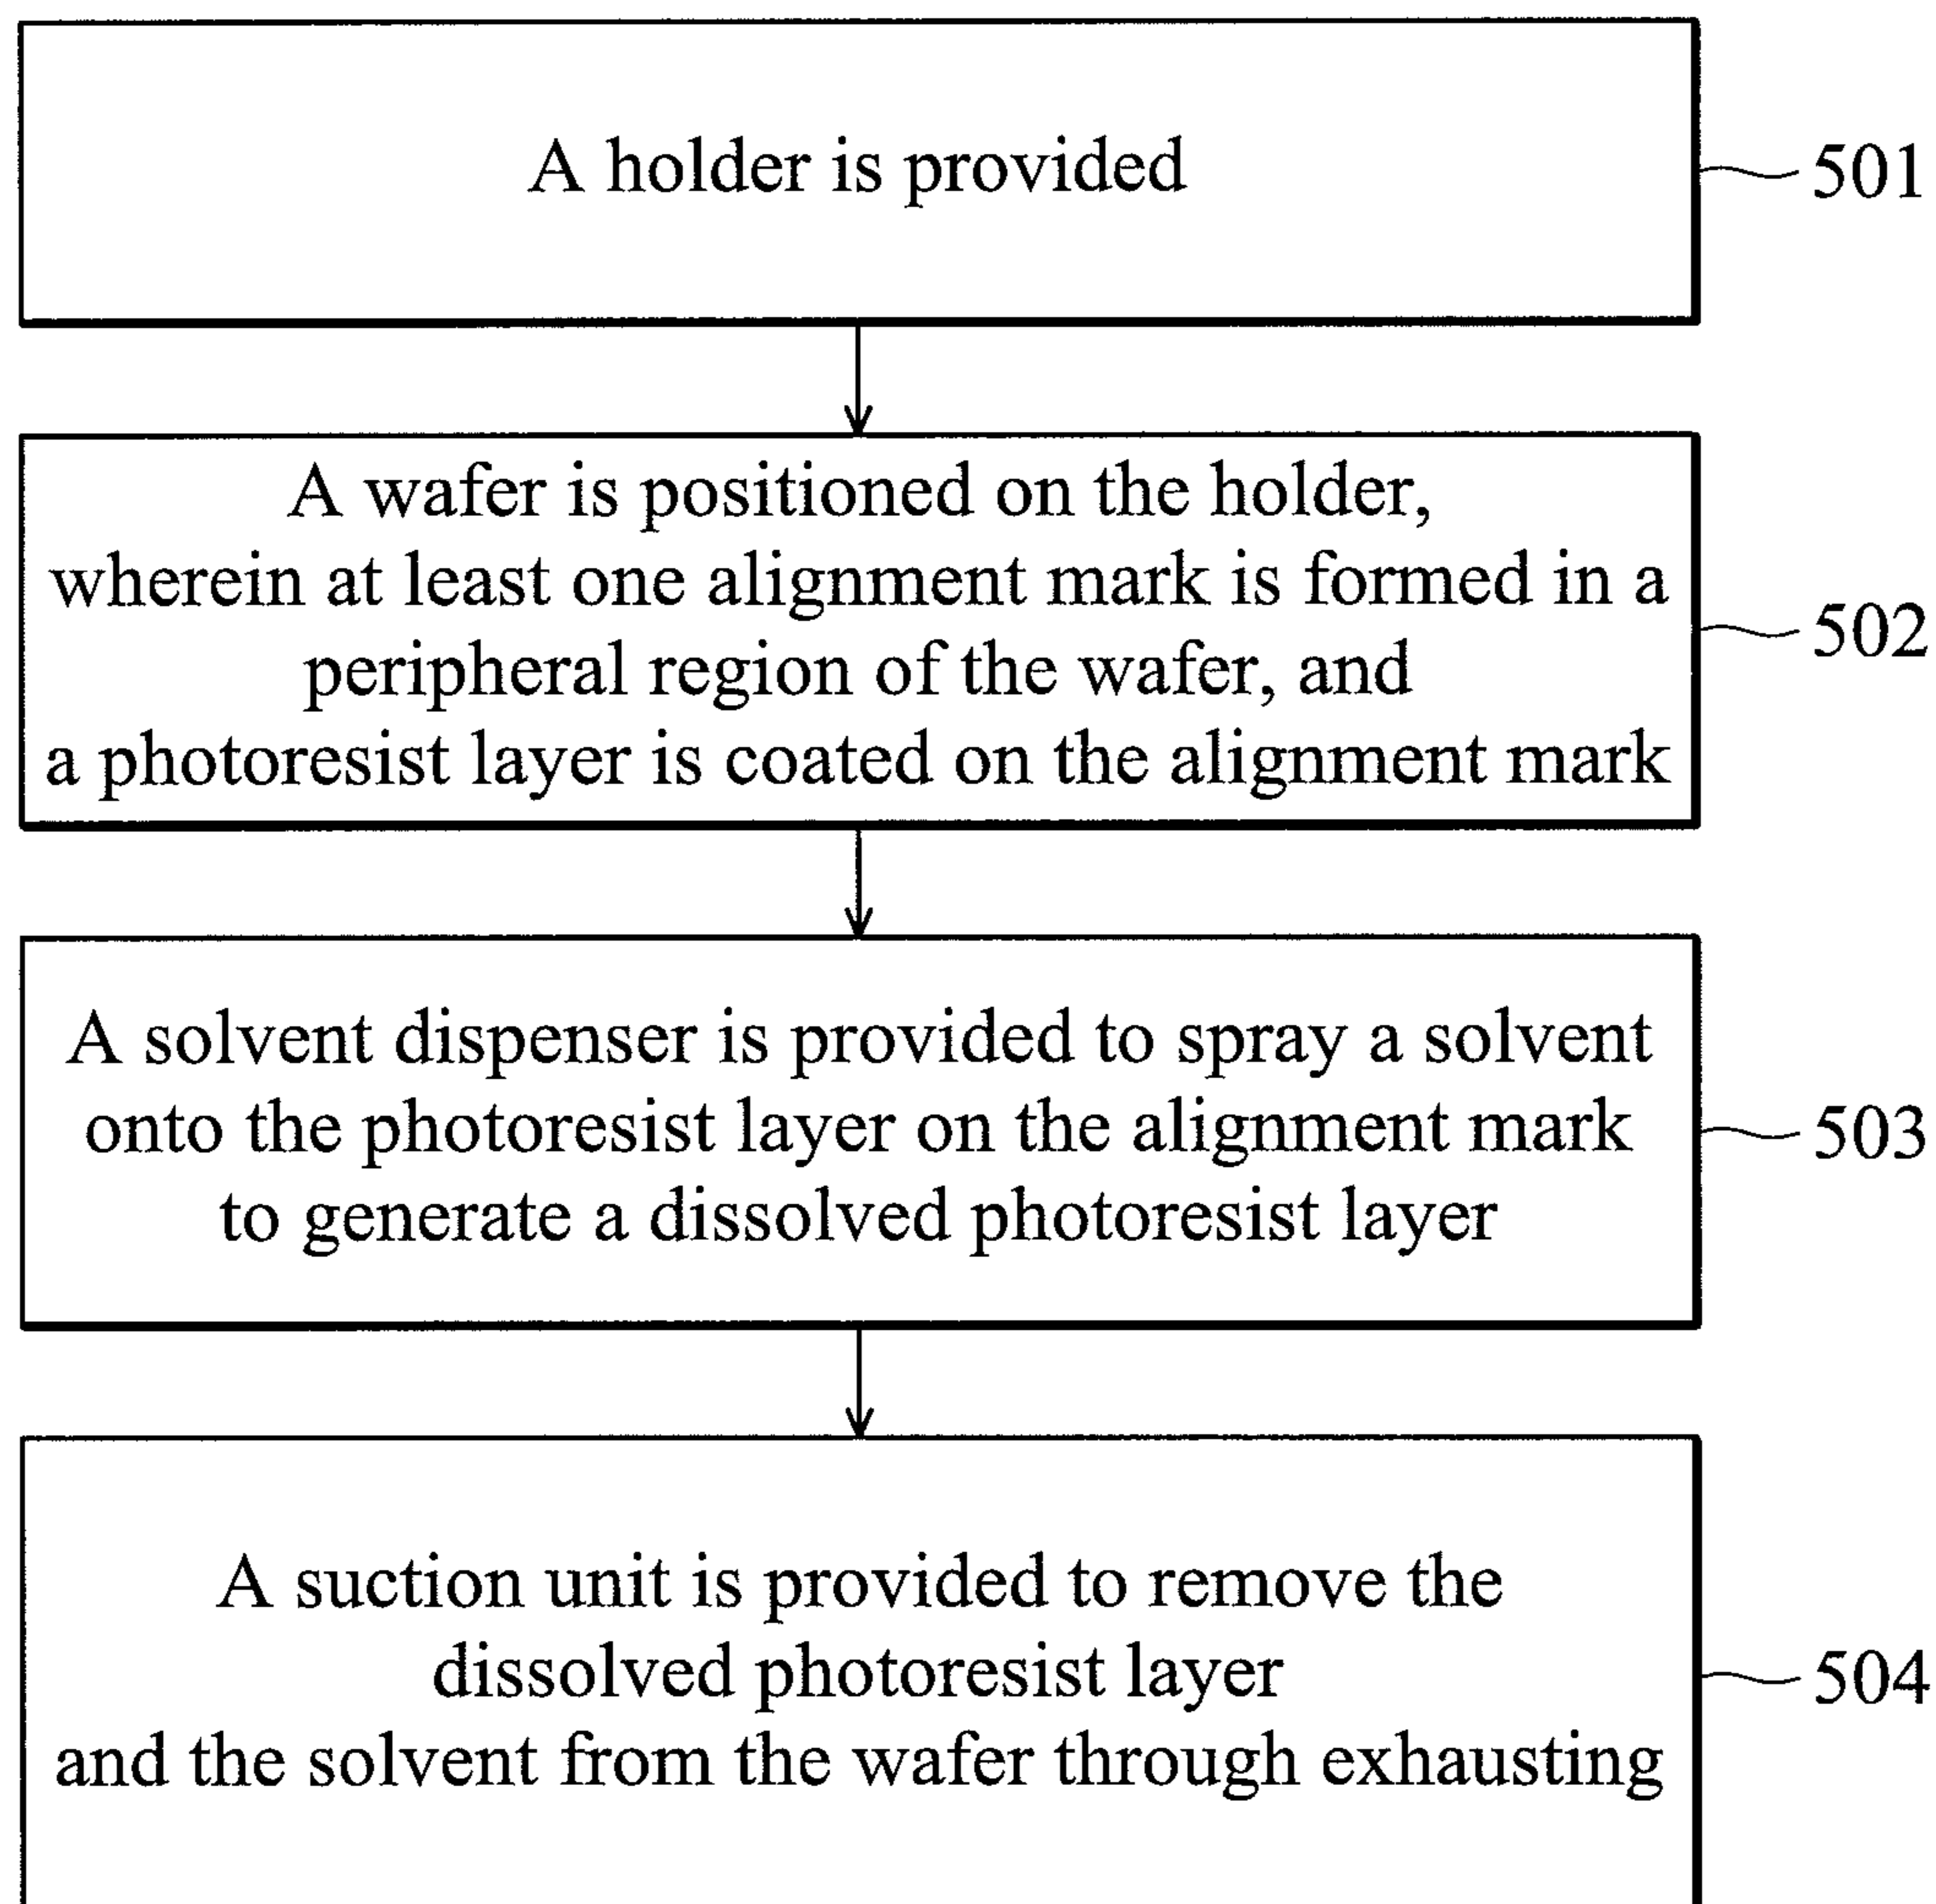 A holder is provided
501
A wafer is positioned on the holder,
wherein at least one alignment mark is formed in a
peripheral region of the wafer, and
a photoresist layer is coated on the alignment mark
502
A solvent dispenser is provided to spray a solvent
onto the photoresist layer on the alignment mark
to generate a dissolved photoresist layer
503
A suction unit is provided to remove the
dissolved photoresist layer
and the solvent from the wafer through exhausting
504